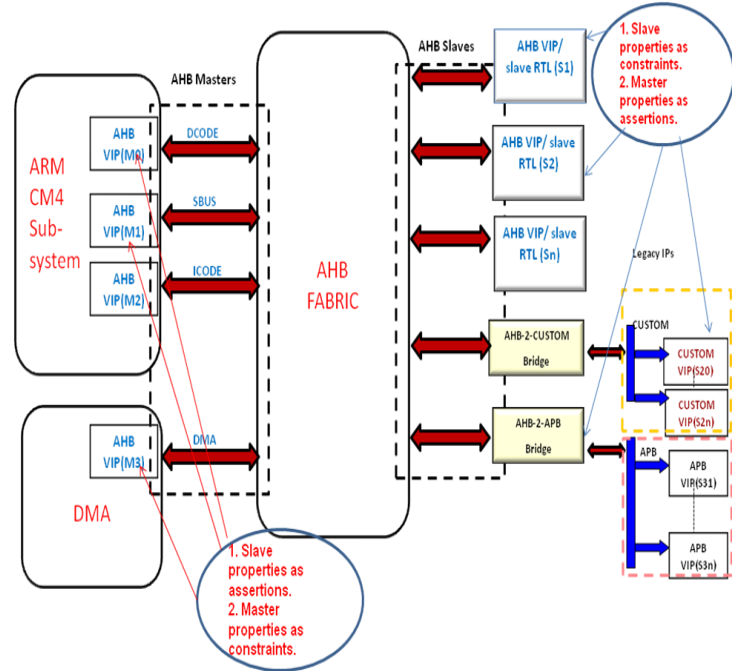 AHB Masters
AHB Slaves
ARM
CM4
Sub-
system
AHB
VIP(M0)
AHB
VIP(M1)
AHB
VIP(M2)
DCODE
SBUS
ICODE
DMA
AHB
VIP(M3)
DMA
AHB
FABRIC
AHB VIP/
slave RTL (S1)
AHB VIP/ slave
RTL (S2)
AHB VIP/ slave
RTL (Sn)
AHB-2-CUSTOM
Bridge
AHB-2-APB
Bridge
1. Slave
properties as
constraints.
2. Master
properties as
assertions.
Legacy IPs
CUSTOM
CUSTOM
VIP(S20)
CUSTOM
VIP(S2n)
APB
APB
VIP(S31)
APB
VIP(S3n)
1. Slave
properties as
assertions.
2. Master
properties as
constraints.